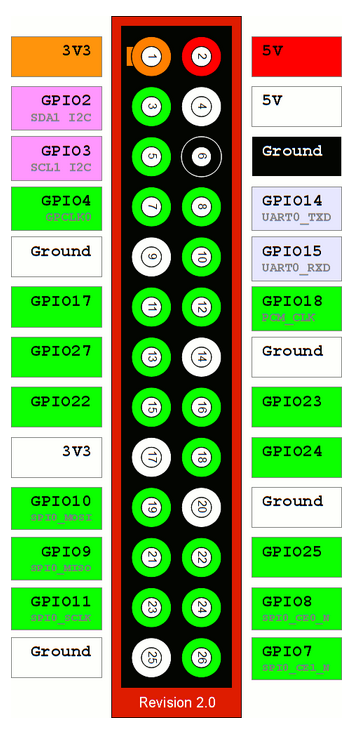 3V3 1 2 5V
GPIO2 3 4 5V
SDA1 I2C
GPIO3 5 6 Ground
SCL1 I2C
GPIO4 7 8 GPIO14
GPCLK0 UART0_TXD
Ground 9 10 GPIO15
UART0_RXD
GPIO17 11 12 GPIO18
PCM_CLK
GPIO27 13 14 Ground
GPIO22 15 16 GPIO23
3V3 17 18 GPIO24
GPIO10 19 20 Ground
SPI0_MOSI
GPIO9 21 22 GPIO25
SPI0_MISO
GPIO11 23 24 GPIO8
SPI0_SCLK SPI0_CE0_N
Ground 25 26 GPIO7
SPI0_CE1_N
Revision 2.0